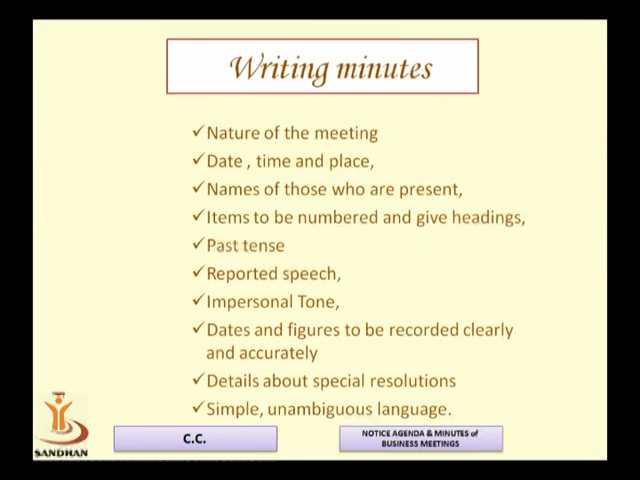 Writing minutes
✓Nature of the meeting
✓Date , time and place,
✓Names of those who are present,
✓Items to be numbered and give headings,
✓Past tense
✓Reported speech,
✓Impersonal Tone,
✓Dates and figures to be recorded clearly
and accurately
✓Details about special resolutions
✓Simple, unambiguous language.
SANDHAN
C.C.
NOTICE AGENDA & MINUTES of
BUSINESS MEETINGS